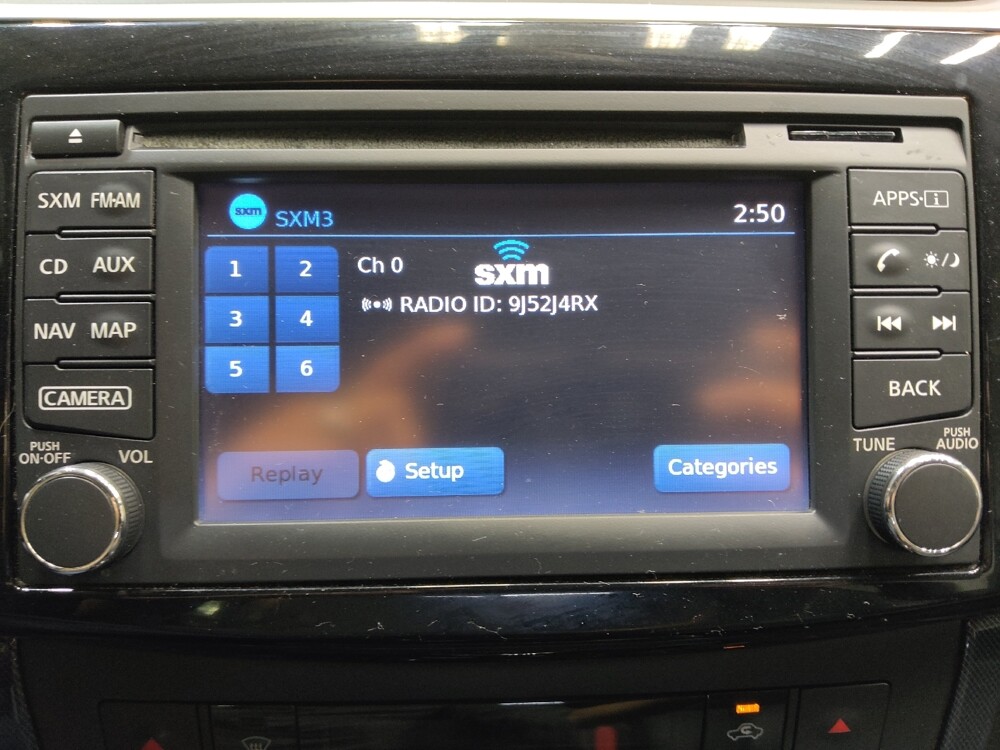 SXM FM·AM
CD AUX
NAV MAP
CAMERA
PUSH
ON·OFF
VOL
sxm SXM3
2:50
1 2
3 4
5 6
Ch 0
sxm
RADIO ID: 9J52J4RX
Replay
Setup
Categories
APPS·i
BACK
TUNE
PUSH
AUDIO